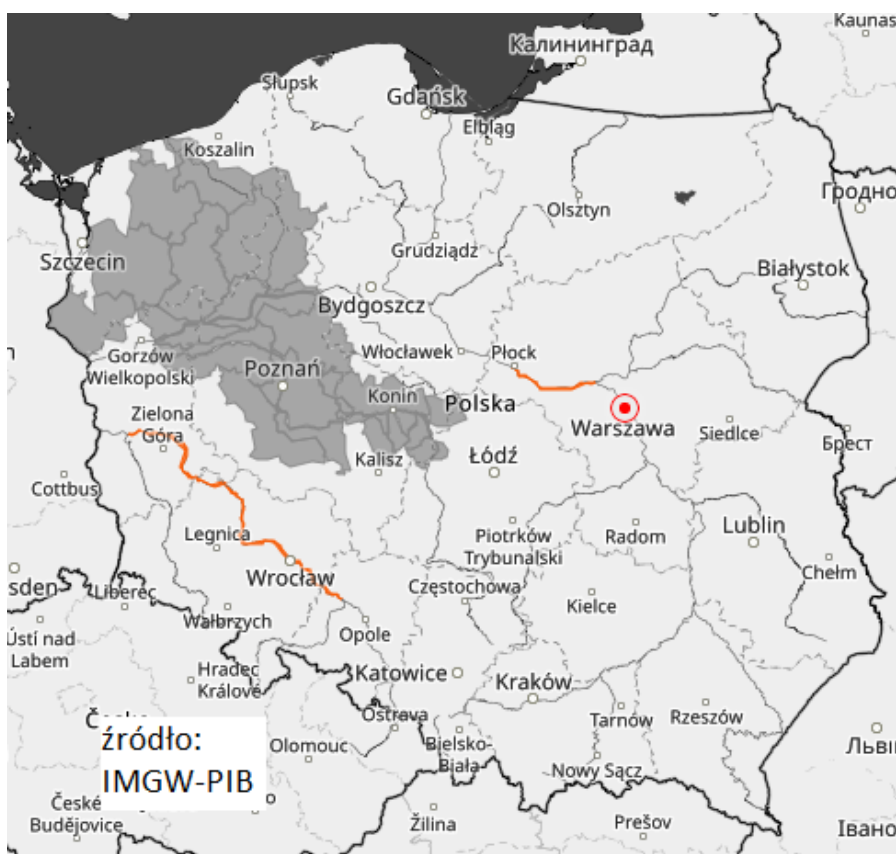 Kaunas
Калининград
Słupsk
Gdańsk
Elbląg
Koszalin
Гродно
Olsztyn
Grudziądz
Szczecin
Białystok
Bydgoszcz
Płock
Włocławek
Gorzów
Wielkopolski
Poznań
Konin
Polska
Zielona
Góra
Warszawa
Siedlce
Брест
Kalisz
Łódź
Cottbus
Piotrków
Trybunalski
Radom
Lublin
Legnica
Wrocław
Częstochowa
Chełm
sden
Liberec
Kielce
Wałbrzych
Opole
Ústí nad
Labem
Hradec
Králové
Katowice
Kraków
Ostrava
Tarnów
Rzeszów
źródło:
IMGW-PIB
Olomouc
Bielsko-
Biała
Nowy Sącz
Льві
České
Budějovice
Žilina
Prešov
Івано